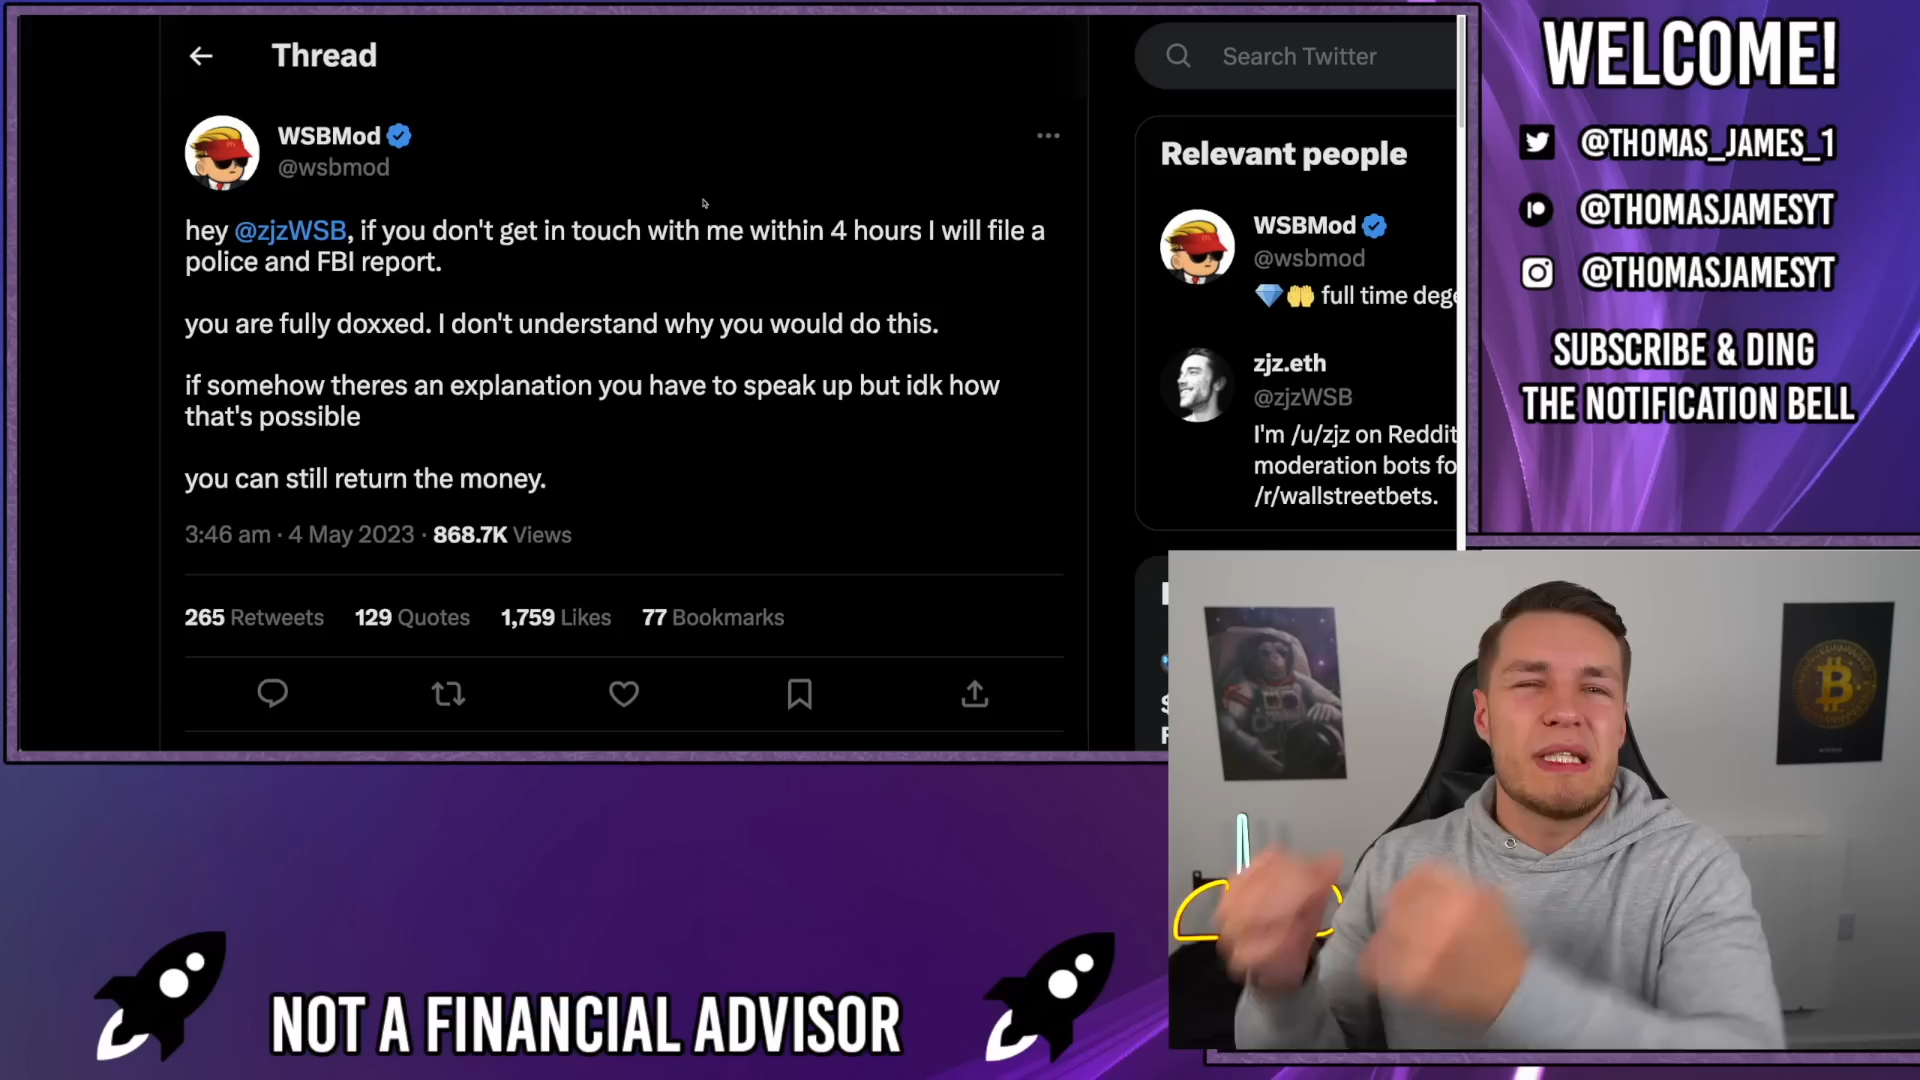 Thread
WSBMod
@wsbmod
hey @zjzWSB, if you don't get in touch with me within 4 hours I will file a
police and FBI report.
you are fully doxxed. I don't understand why you would do this.
if somehow theres an explanation you have to speak up but idk how
that's possible
you can still return the money.
3:46 am · 4 May 2023 · 868.7K Views
265 Retweets 129 Quotes 1,759 Likes 77 Bookmarks
Search Twitter
Relevant people
WSBMod
@wsbmod
💎🤲 full time dege
zjz.eth
@zjzWSB
I'm /u/zjz on Reddit
moderation bots fo
/r/wallstreetbets.
WELCOME!
@THOMAS_JAMES_1
@THOMASJAMESYT
@THOMASJAMESYT
SUBSCRIBE & DING
THE NOTIFICATION BELL
NOT A FINANCIAL ADVISOR